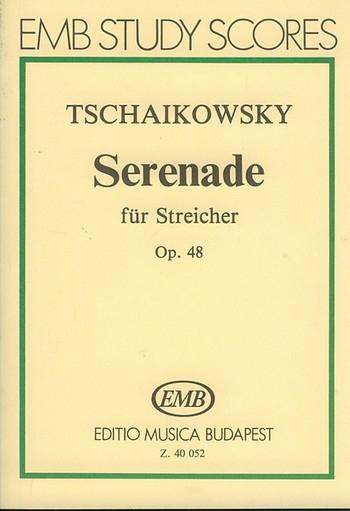 EMB STUDY SCORES
TSCHAIKOWSKY
Serenade
für Streicher
Op. 48
EMB
EDITIO MUSICA BUDAPEST
Z. 40 052